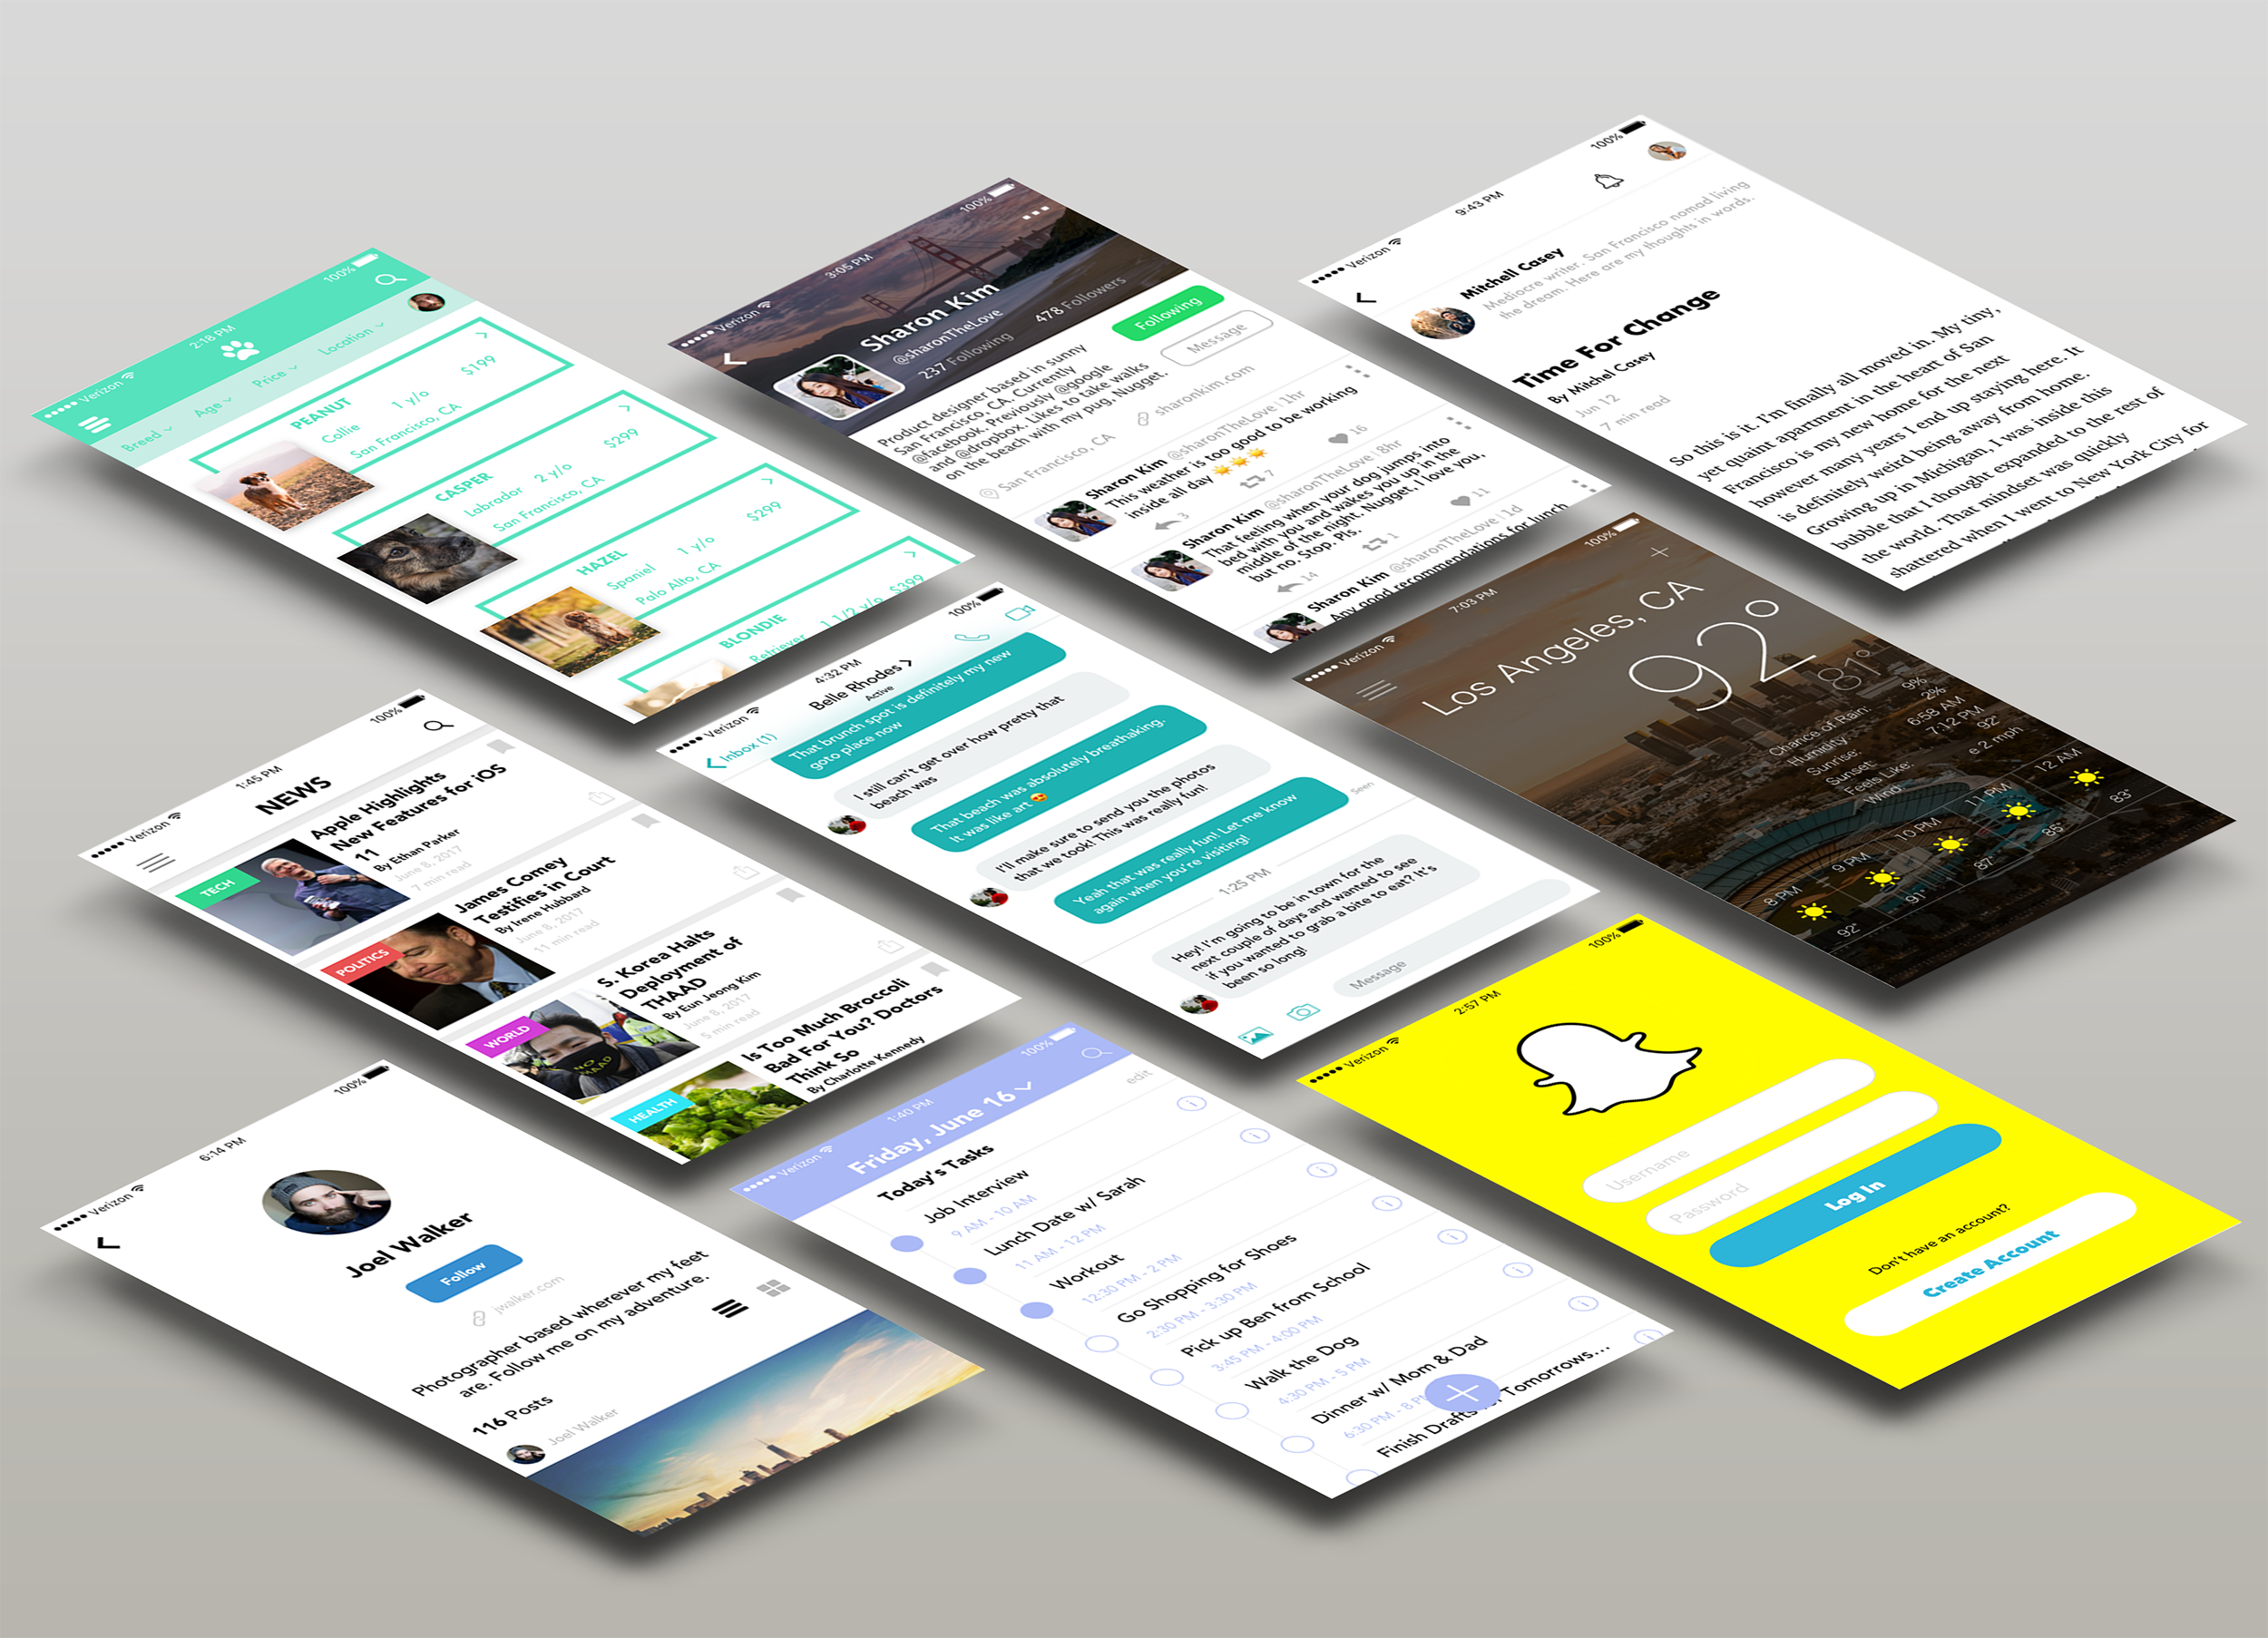 Verizon
2:18 PM
100%
Breed
Age
Price
Location
PEANUT
Collie 1 y/o $199
San Francisco, CA
CASPER
Labrador 2 y/o $299
San Francisco, CA
HAZEL
Spaniel 1 y/o $299
Palo Alto, CA
BLONDIE
Retriever 1 1/2 y/o $399
Verizon
3:05 PM
100%
Sharon Kim
@sharonTheLove
237 Following 478 Followers
Following
Message
Product designer based in sunny
San Francisco, CA. Currently
@facebook. Previously @google
and @dropbox. Likes to take walks
on the beach with my pug, Nugget.
San Francisco, CA
sharonkim.com
Sharon Kim @sharonTheLove 1hr
This weather is too good to be working
inside all day ☀️☀️☀️
3 7 16
Sharon Kim @sharonTheLove 8hr
That feeling when your dog jumps into
bed with you and wakes you up in the
middle of the night. Nugget, I love you,
but no. Stop. Pls.
14 1 11
Sharon Kim @sharonTheLove 1d
Any good recommendations for lunch
Verizon
9:43 PM
100%
Mitchell Casey
Mediocre writer. San Francisco nomad living
the dream. Here are my thoughts in words.
Time For Change
By Mitchel Casey
Jun 12
7 min read
So this is it. I'm finally all moved in. My tiny,
yet quaint apartment in the heart of San
Francisco is my new home for the next
however many years I end up staying here. It
is definitely weird being away from home.
Growing up in Michigan, I was inside this
bubble that I thought expanded to the rest of
the world. That mindset was quickly
shattered when I went to New York City for
Verizon
1:45 PM
100%
NEWS
TECH
Apple Highlights
New Features for iOS
11
By Ethan Parker
June 8, 2017
7 min read
POLITICS
James Comey
Testifies in Court
By Irene Hubbard
June 8, 2017
11 min read
WORLD
NO
THAAD
S. Korea Halts
Deployment of
THAAD
By Eun Jeong Kim
June 8, 2017
5 min read
HEALTH
Is Too Much Broccoli
Bad For You? Doctors
Think So
By Charlotte Kennedy
Verizon
4:32 PM
100%
Inbox (1)
Belle Rhodes
Active
That brunch spot is definitely my new
goto place now
I still can't get over how pretty that
beach was
That beach was absolutely breathaking.
It was like art 😍
I'll make sure to send you the photos
that we took! This was really fun!
Yeah that was really fun! Let me know
again when you're visiting!
Seen
1:25 PM
Hey! I'm going to be in town for the
next couple of days and wanted to see
if you wanted to grab a bite to eat? It's
been so long!
Message
Verizon
7:03 PM
100%
Los Angeles, CA
92°
81°
Chance of Rain: 9%
Humidity 2%
Sunrise: 6:58 AM
Sunset: 7:12 PM
Feels Like: 92°
Wind: e 2 mph
8 PM 9 PM 10 PM 11 PM 12 AM
92° 91° 87° 85° 83°
Verizon
6:14 PM
100%
Joel Walker
Follow
jwalker.com
Photographer based wherever my feet
are. Follow me on my adventure.
116 Posts
Joel Walker
Verizon
1:40 PM
100%
Friday, June 16
Today's Tasks
edit
Job Interview
9 AM - 10 AM
Lunch Date w/ Sarah
11 AM - 12 PM
Workout
12:30 PM - 2 PM
Go Shopping for Shoes
2:30 PM - 3:30 PM
Pick up Ben from School
3:45 PM - 4:00 PM
Walk the Dog
4:30 PM - 5 PM
Dinner w/ Mom & Dad
6:30 PM - 8 P
Finish Drafts Tomorrows...
Verizon
2:57 PM
100%
Username
Password
Log In
Don't have an account?
Create Account